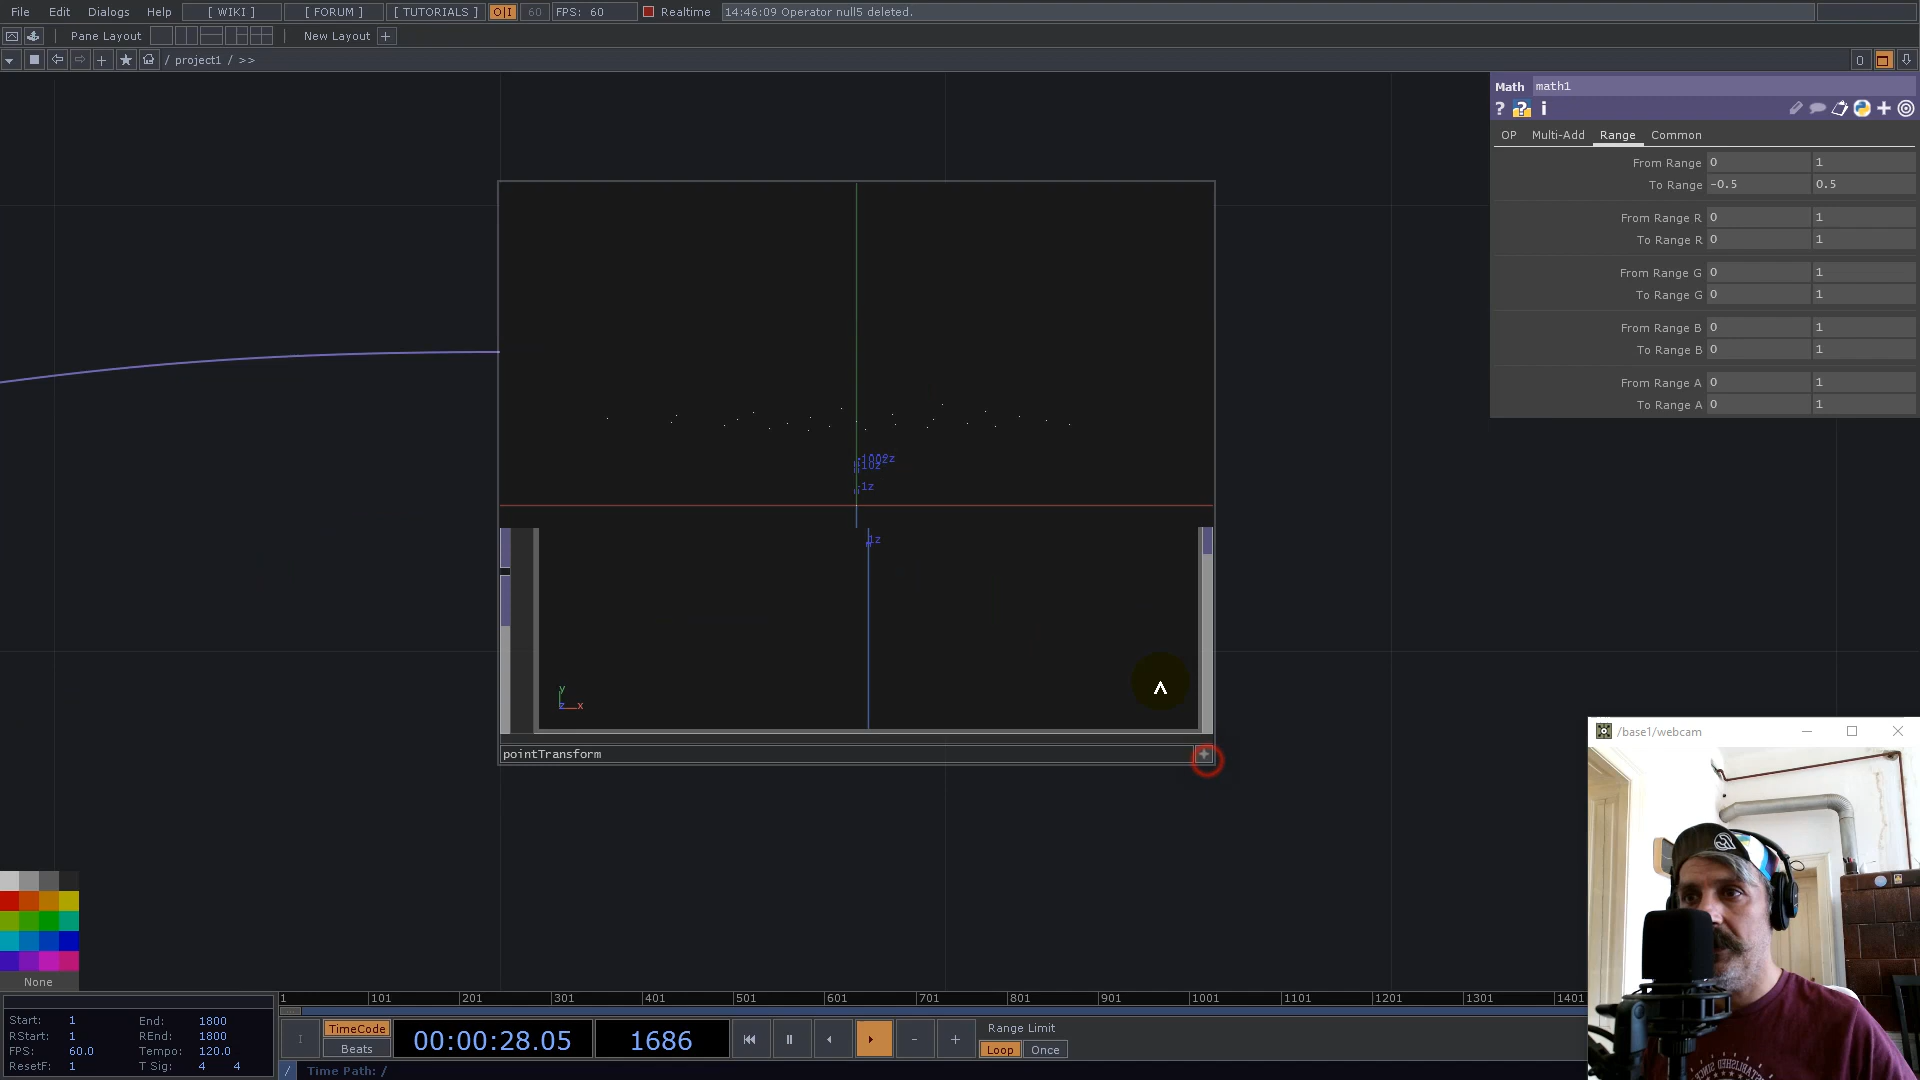 File Edit Dialogs Help [ WIKI ] [ FORUM ] [ TUTORIALS ] O|I 60 FPS: 60 Realtime 14:46:09 Operator null5 deleted.
Pane Layout New Layout +
/ project1 / >> 0
Math math1
? ? i
OP Multi-Add Range Common
From Range 0 1
To Range -0.5 0.5
From Range R 0 1
To Range R 0 1
From Range G 0 1
To Range G 0 1
From Range B 0 1
To Range B 0 1
From Range A 0 1
To Range A 0 1
10z
-1z
1z
y
z x
pointTransform
/base1/webcam
None
1 101 201 301 401 501 601 701 801 901 1001 1101 1201 1301 1401
Start: 1 End: 1800
RStart: 1 REnd: 1800
FPS: 60.0 Tempo: 120.0
ResetF: 1 T Sig: 4 4
TimeCode
Beats
00:00:28.05
1686
- +
Range Limit
Loop Once
/ Time Path: /